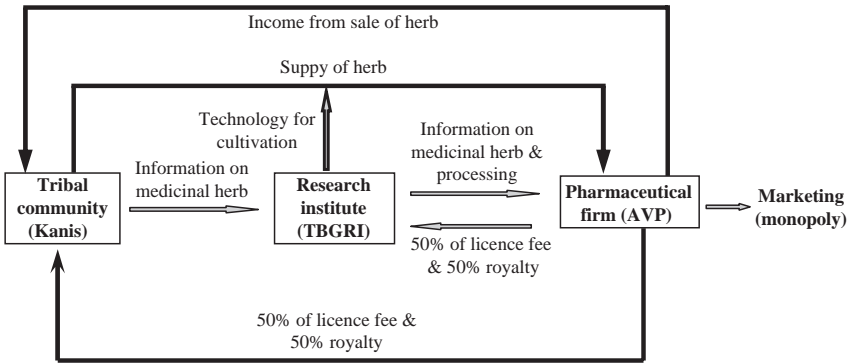 Income from sale of herb
Suppy of herb
Technology for
cultivation
Information on
medicinal herb &
processing
Information on
medicinal herb
Tribal
community
(Kanis)
Research
institute
(TBGRI)
Pharmaceutical
firm (AVP)
Marketing
(monopoly)
50% of licence fee
& 50% royalty
50% of licence fee &
50% royalty